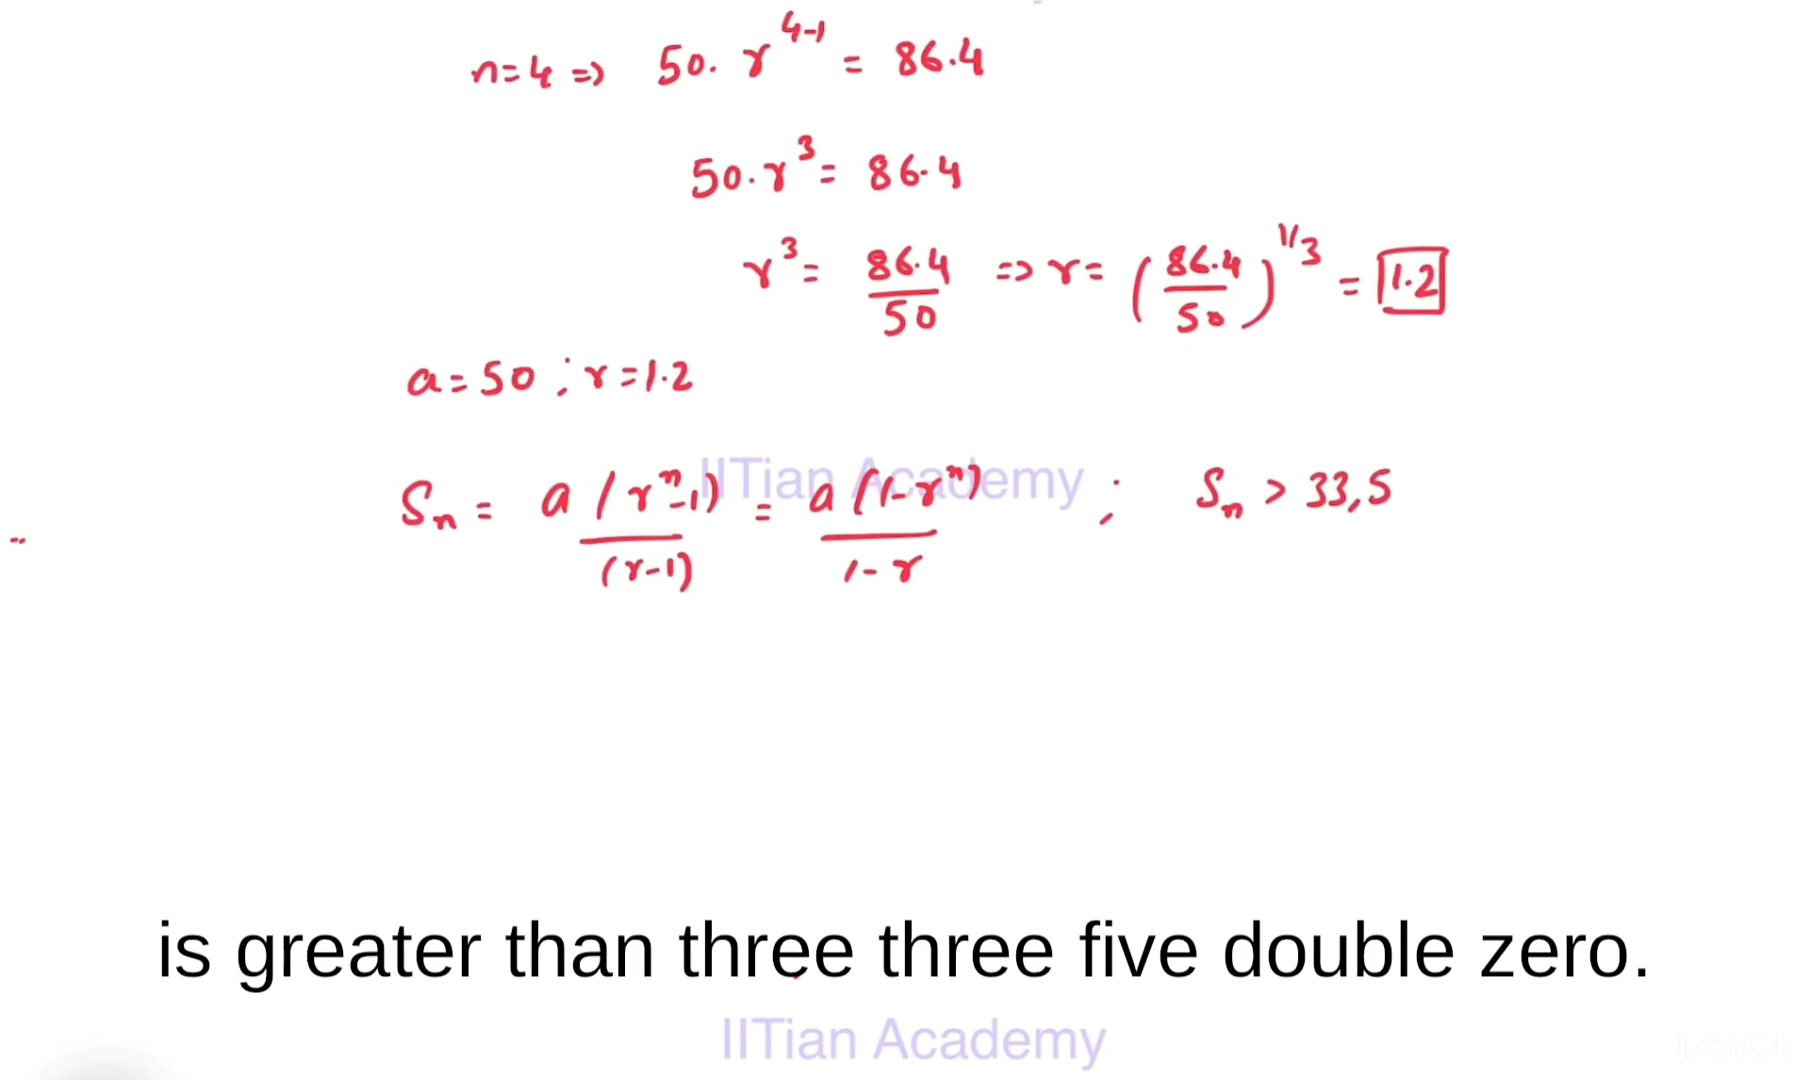 n=4 => 50. r^{4-1} = 86.4
50.r^3 = 86.4
r^3 = 86.4/50 => r = (86.4/50)^{1/3} = 1.2
a=50 ; r=1.2
IITian Academy
S_n = a(r^n-1)/(r-1) = a(1-r^n)/1-r ; S_n > 33,5
is greater than three three five double zero.
IITian Academy